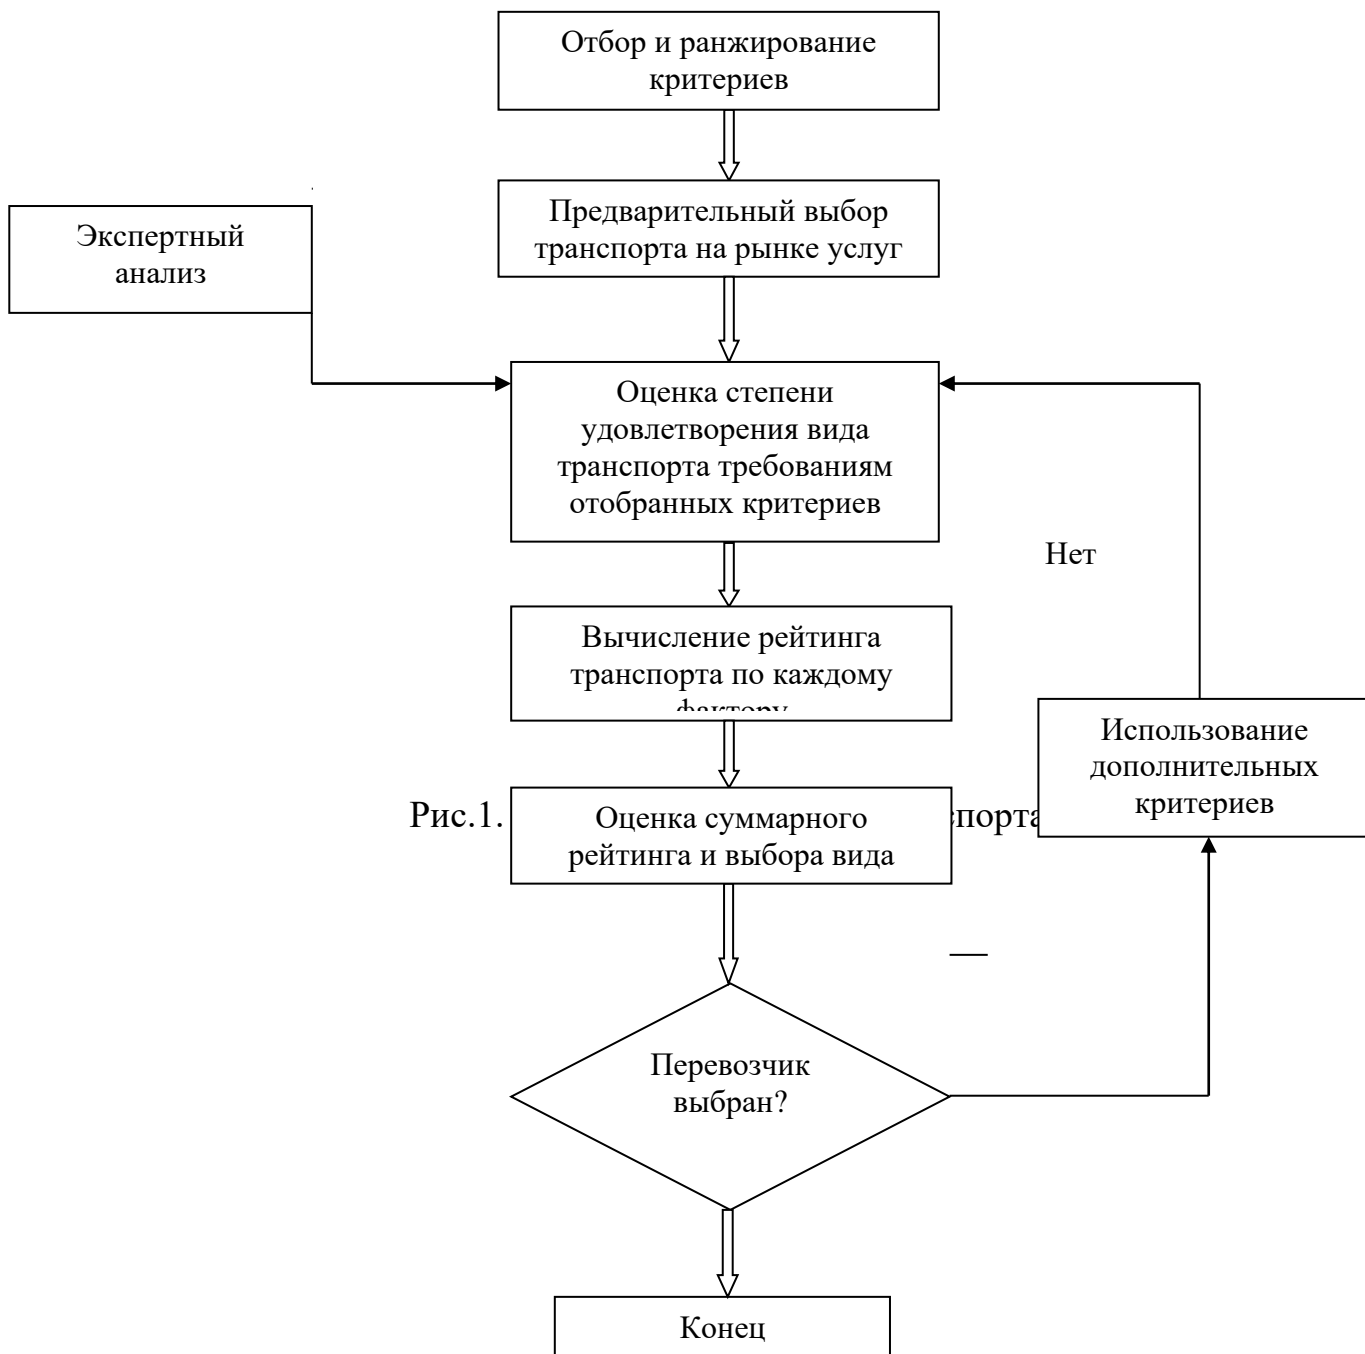 Отбор и ранжирование
критериев
Предварительный выбор
транспорта на рынке услуг
Экспертный
анализ
Оценка степени
удовлетворения вида
транспорта требованиям
отобранных критериев
Нет
Вычисление рейтинга
транспорта по каждому
фактору
Использование
дополнительных
критериев
Рис.1.
спорта
Оценка суммарного
рейтинга и выбора вида
Перевозчик
выбран?
Конец